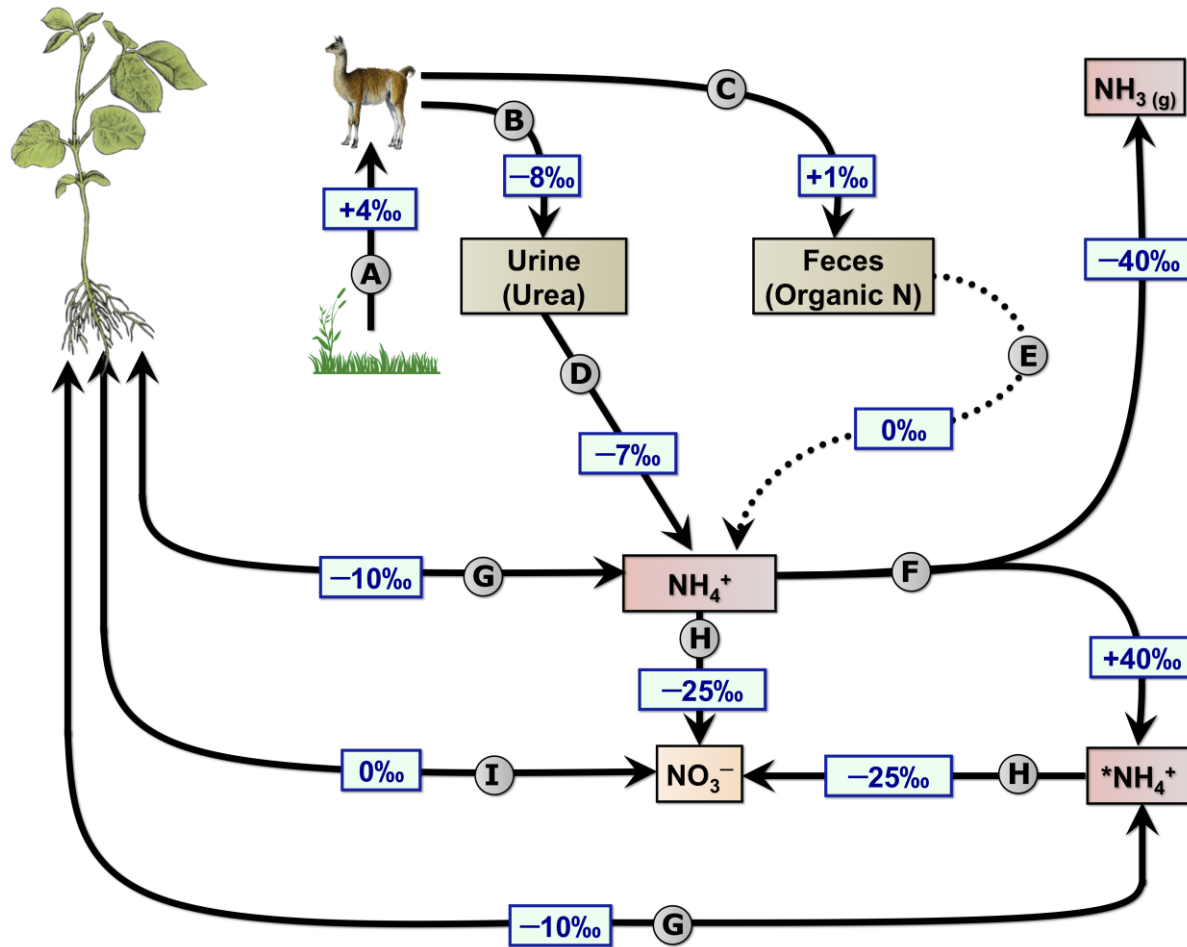 C
NH₃ (g)
B
−8‰
+1‰
+4‰
A
Urine
(Urea)
Feces
(Organic N)
−40‰
D
E
−7‰
0‰
−10‰
G
NH₄⁺
F
H
−25‰
+40‰
0‰
I
NO₃⁻
−25‰
H
*NH₄⁺
−10‰
G